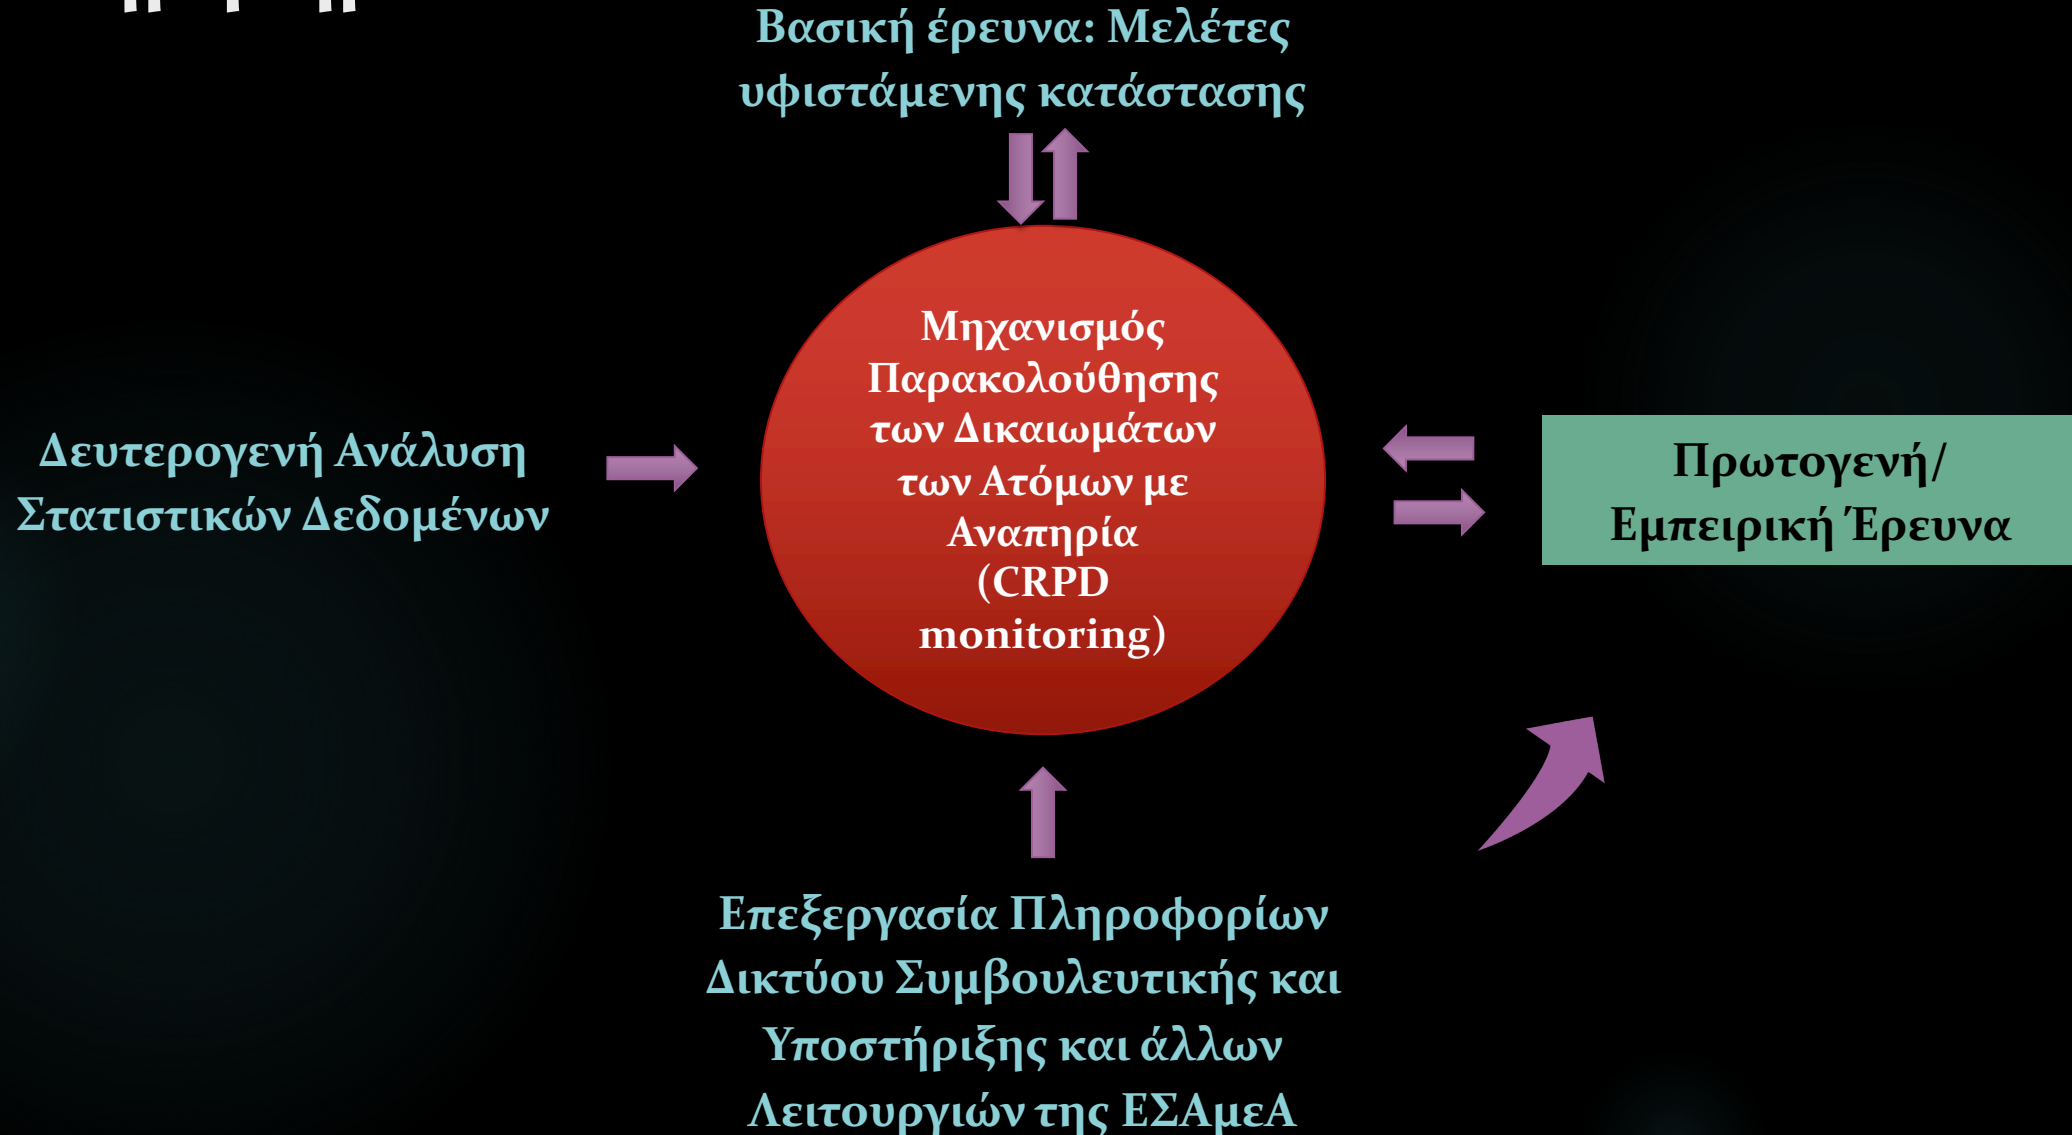 Βασική έρευνα: Μελέτες
υφιστάμενης κατάστασης
Μηχανισμός
Παρακολούθησης
των Δικαιωμάτων
των Ατόμων με
Αναπηρία
(CRPD
monitoring)
Δευτερογενή Ανάλυση
Στατιστικών Δεδομένων
Πρωτογενή/
Εμπειρική Έρευνα
Επεξεργασία Πληροφορίων
Δικτύου Συμβουλευτικής και
Υποστήριξης και άλλων
Λειτουργιών της ΕΣΑμεΑ